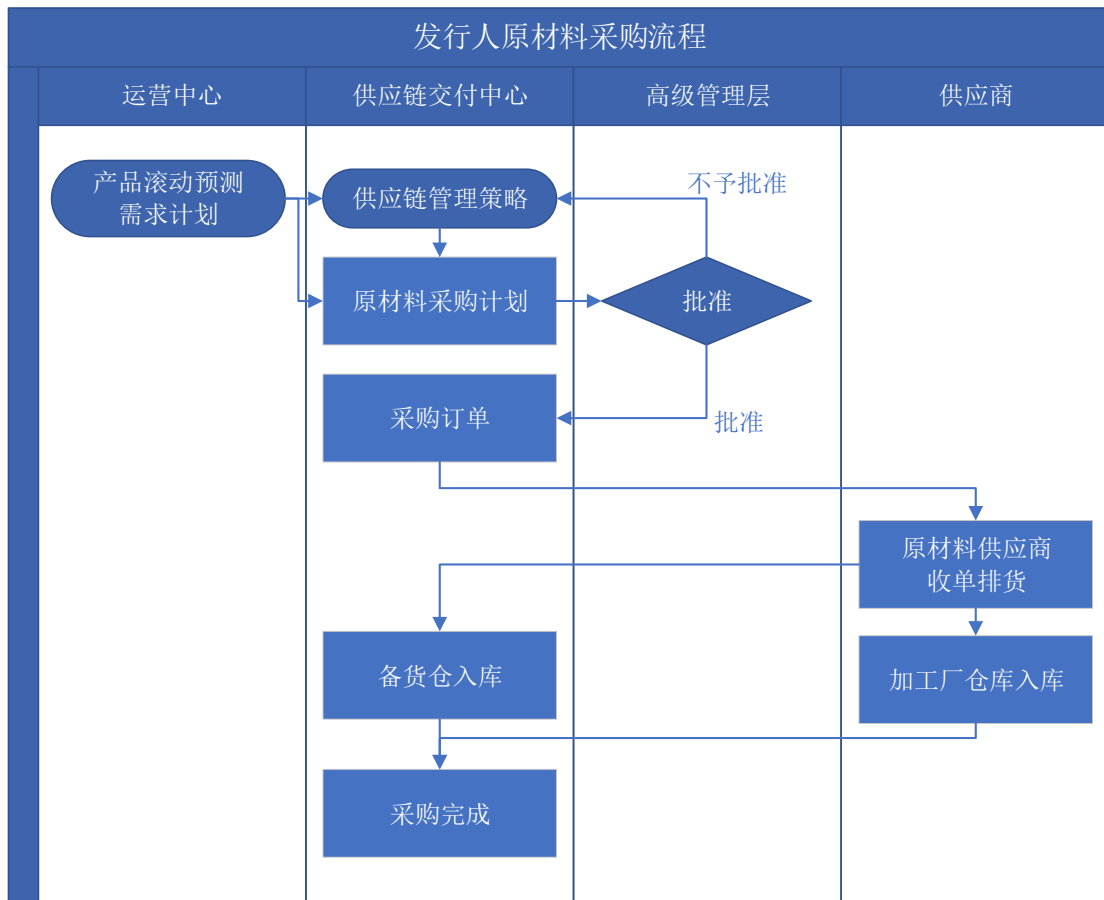 发行人原材料采购流程
运营中心
供应链交付中心
高级管理层
供应商
产品滚动预测
需求计划
供应链管理策略
不予批准
原材料采购计划
批准
采购订单
批准
原材料供应商
收单排货
备货仓入库
加工厂仓库入库
采购完成